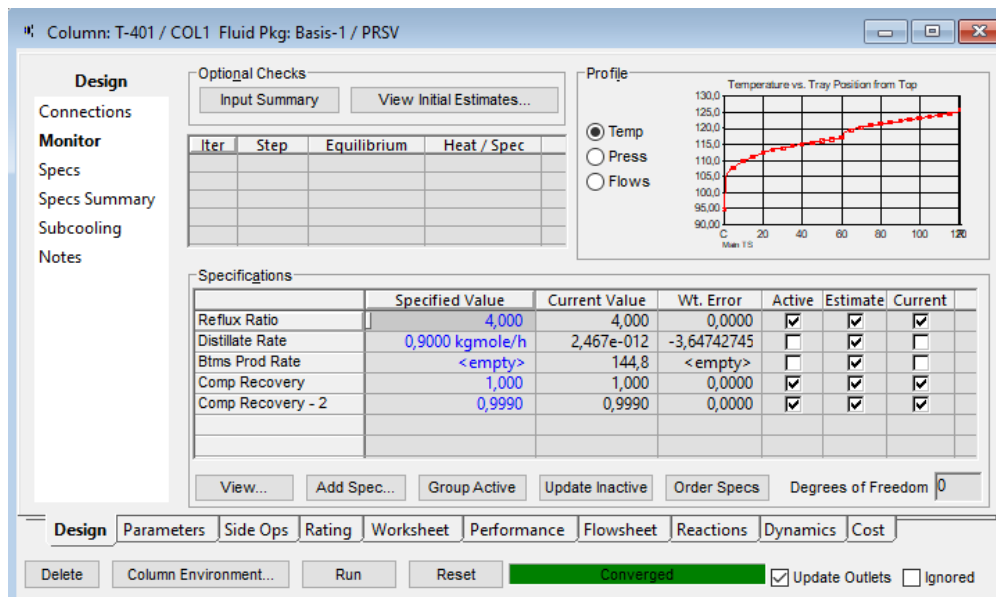 Column: T-401 / COL1 Fluid Pkg: Basis-1 / PRSV
Design
Connections
Monitor
Specs
Specs Summary
Subcooling
Notes
Optional Checks
Input Summary View Initial Estimates...
Iter Step Equilibrium Heat / Spec
Profile
Temp
Press
Flows
Temperature vs. Tray Position from Top
130,0
125,0
120,0
115,0
110,0
105,0
100,0
95,00
90,00
C 20 40 60 80 100 120
Main TS
Specifications
Specified Value Current Value Wt. Error Active Estimate Current
Reflux Ratio 4,000 4,000 0,0000
Distillate Rate 0,9000 kgmole/h 2,467e-012 -3,64742745
Btms Prod Rate <empty> 144,8 <empty>
Comp Recovery 1,000 1,000 0,0000
Comp Recovery - 2 0,9990 0,9990 0,0000
View... Add Spec... Group Active Update Inactive Order Specs Degrees of Freedom 0
Design Parameters Side Ops Rating Worksheet Performance Flowsheet Reactions Dynamics Cost
Delete Column Environment... Run Reset Converged Update Outlets Ignored